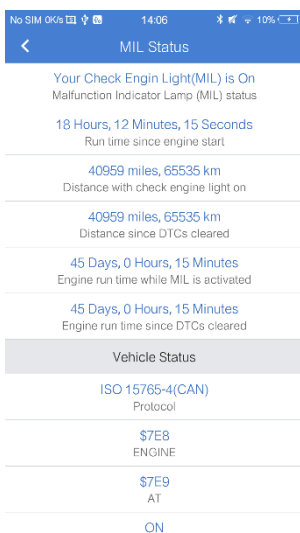 No SIM 0K/s 14:06 10%
MIL Status
Your Check Engin Light(MIL) is On
Malfunction Indicator Lamp (MIL) status
18 Hours, 12 Minutes, 15 Seconds
Run time since engine start
40959 miles, 65535 km
Distance with check engine light on
40959 miles, 65535 km
Distance since DTCs cleared
45 Days, 0 Hours, 15 Minutes
Engine run time while MIL is activated
45 Days, 0 Hours, 15 Minutes
Engine run time since DTCs cleared
Vehicle Status
ISO 15765-4(CAN)
Protocol
$7E8
ENGINE
$7E9
AT
ON